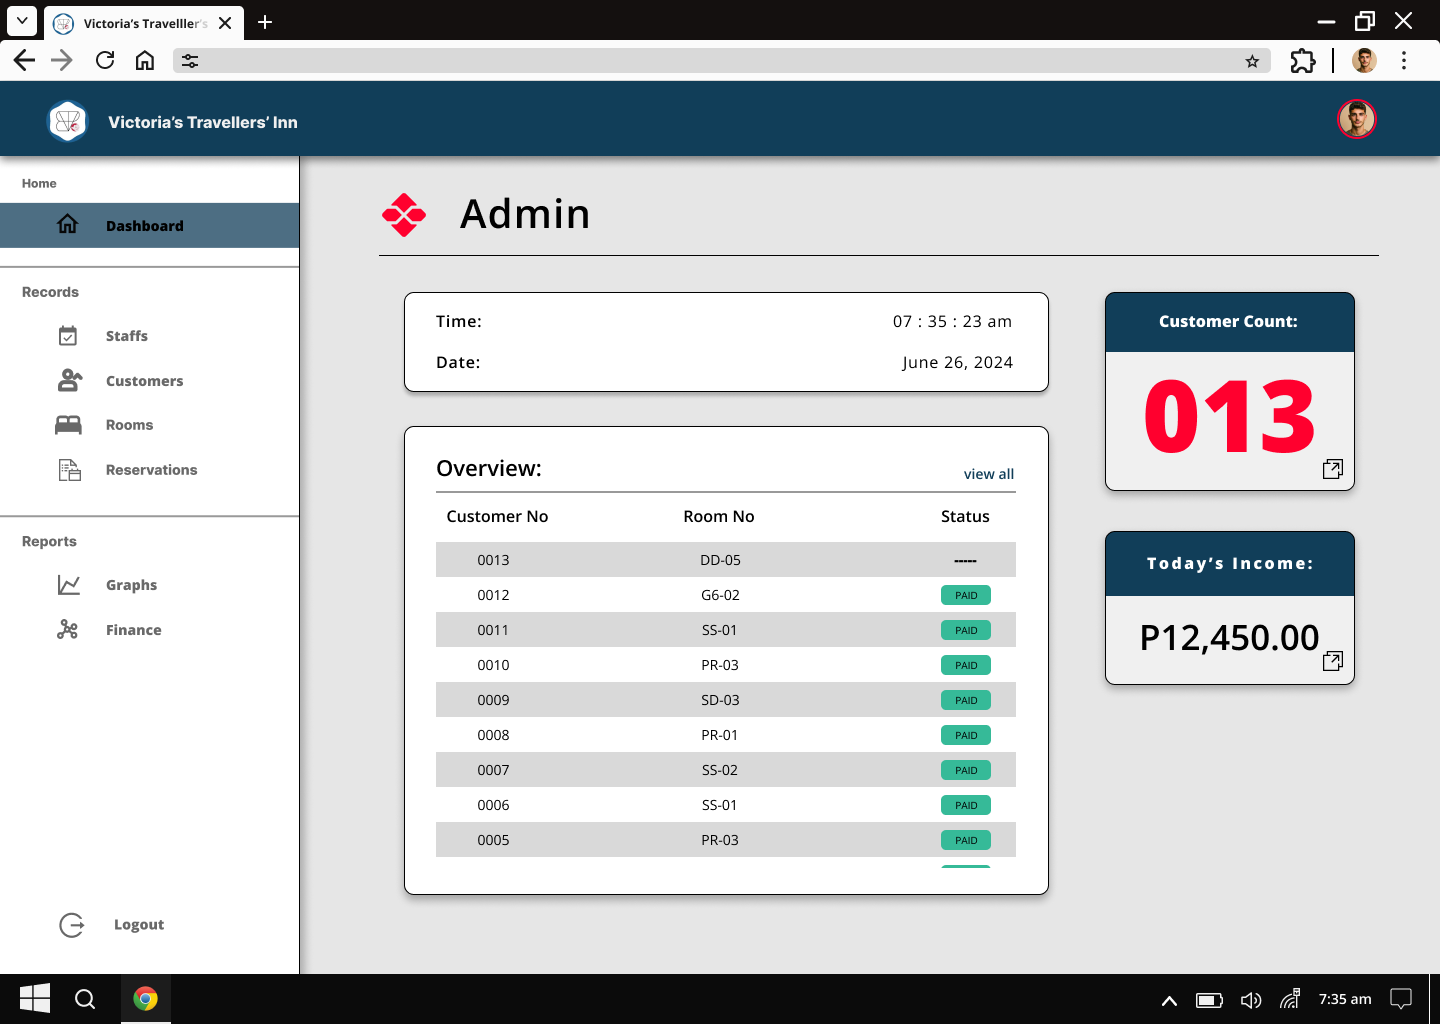 Victoria’s Travelller's
Victoria’s Travellers’ Inn
Home
Dashboard
Records
Staffs
Customers
Rooms
Reservations
Reports
Graphs
Finance
Logout
Admin
Time: 07 : 35 : 23 am
Date: June 26, 2024
Overview: view all
Customer No Room No Status
0013 DD-05 -----
0012 G6-02 PAID
0011 SS-01 PAID
0010 PR-03 PAID
0009 SD-03 PAID
0008 PR-01 PAID
0007 SS-02 PAID
0006 SS-01 PAID
0005 PR-03 PAID
Customer Count:
013
Today’s Income:
P12,450.00
7:35 am